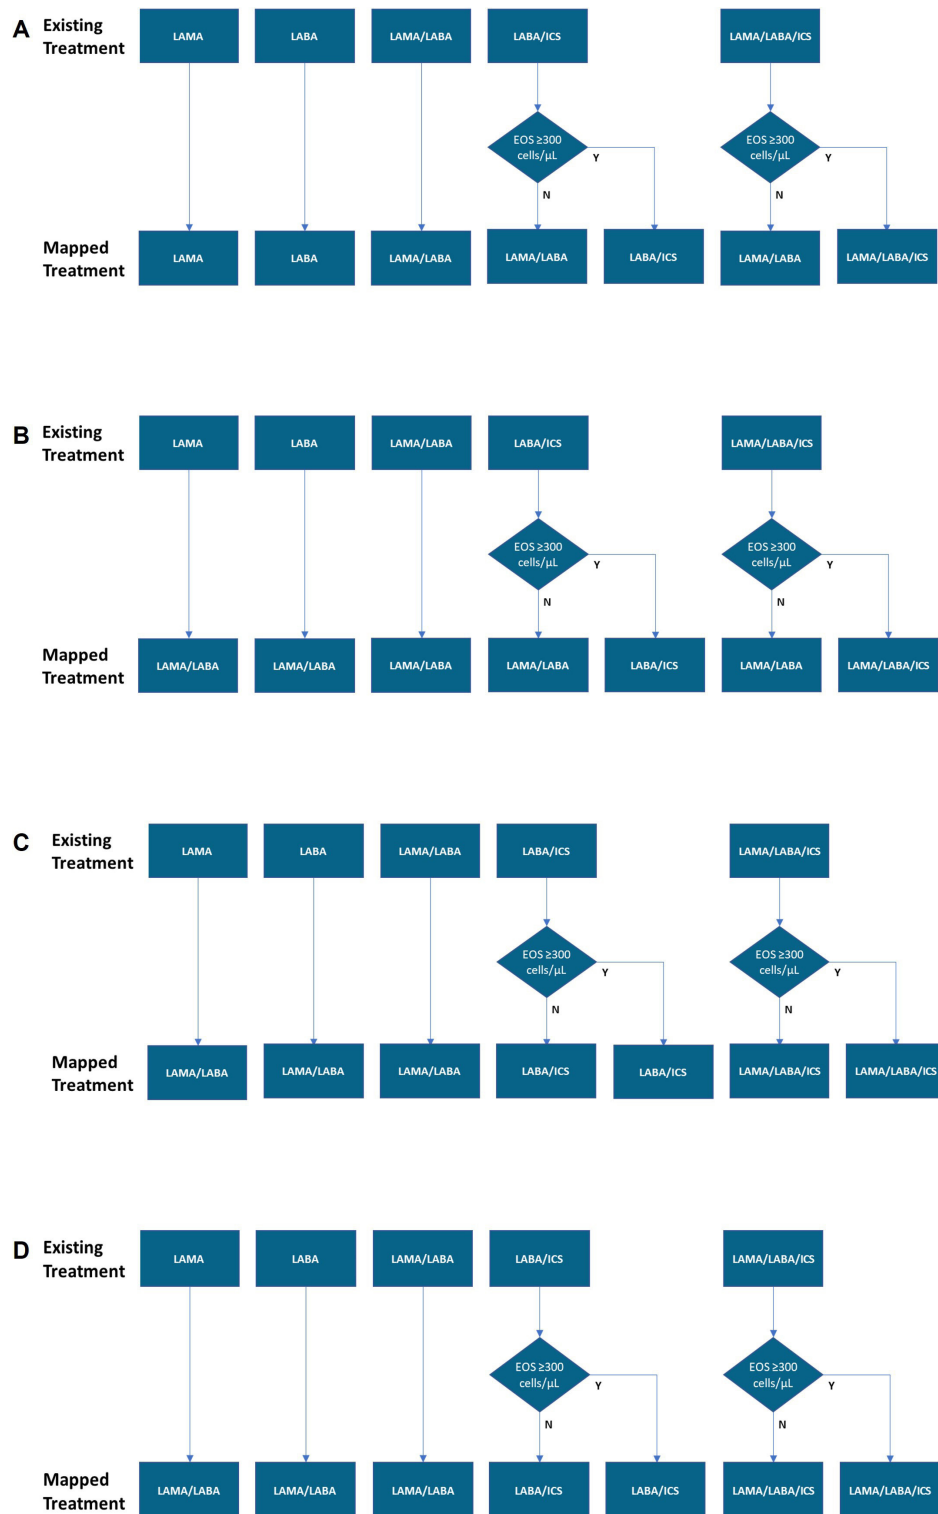 A
Existing
Treatment
LAMA
LABA
LAMA/LABA
LABA/ICS
LAMA/LABA/ICS
EOS ≥300
cells/μL
Y
N
EOS ≥300
cells/μL
Y
N
Mapped
Treatment
LAMA
LABA
LAMA/LABA
LAMA/LABA
LABA/ICS
LAMA/LABA
LAMA/LABA/ICS
B
Existing
Treatment
LAMA
LABA
LAMA/LABA
LABA/ICS
LAMA/LABA/ICS
EOS ≥300
cells/μL
Y
N
EOS ≥300
cells/μL
Y
N
Mapped
Treatment
LAMA/LABA
LAMA/LABA
LAMA/LABA
LAMA/LABA
LABA/ICS
LAMA/LABA
LAMA/LABA/ICS
C
Existing
Treatment
LAMA
LABA
LAMA/LABA
LABA/ICS
LAMA/LABA/ICS
EOS ≥300
cells/μL
Y
N
EOS ≥300
cells/μL
Y
N
Mapped
Treatment
LAMA/LABA
LAMA/LABA
LAMA/LABA
LABA/ICS
LABA/ICS
LAMA/LABA/ICS
LAMA/LABA/ICS
D
Existing
Treatment
LAMA
LABA
LAMA/LABA
LABA/ICS
LAMA/LABA/ICS
EOS ≥300
cells/μL
Y
N
EOS ≥300
cells/μL
Y
N
Mapped
Treatment
LAMA/LABA
LAMA/LABA
LAMA/LABA
LABA/ICS
LABA/ICS
LAMA/LABA/ICS
LAMA/LABA/ICS